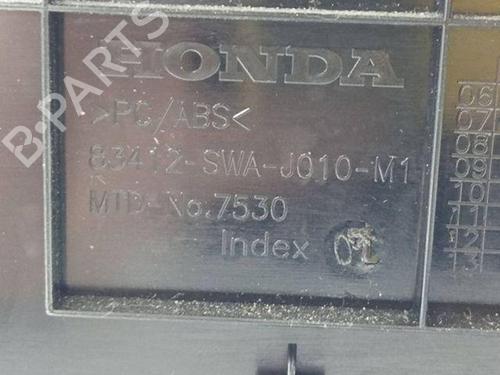 B-PARTS
HONDA
>PC/ABS<
83412-SWA-J010-M1
MTD-No.7530
Index
06
07
08
09
10
11
12
13